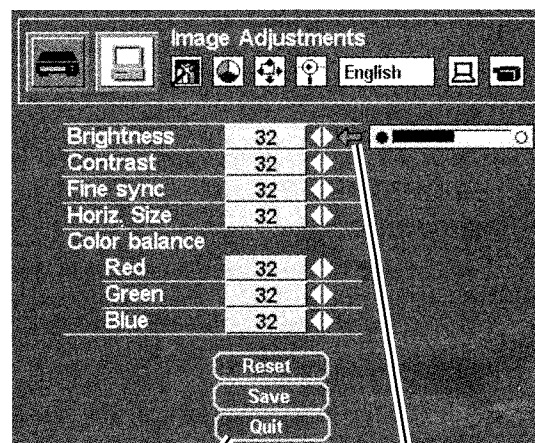 Image Adjustments
English
Brightness 32
Contrast 32
Fine sync 32
Horiz. Size 32
Color balance
Red 32
Green 32
Blue 32
Reset
Save
Quit